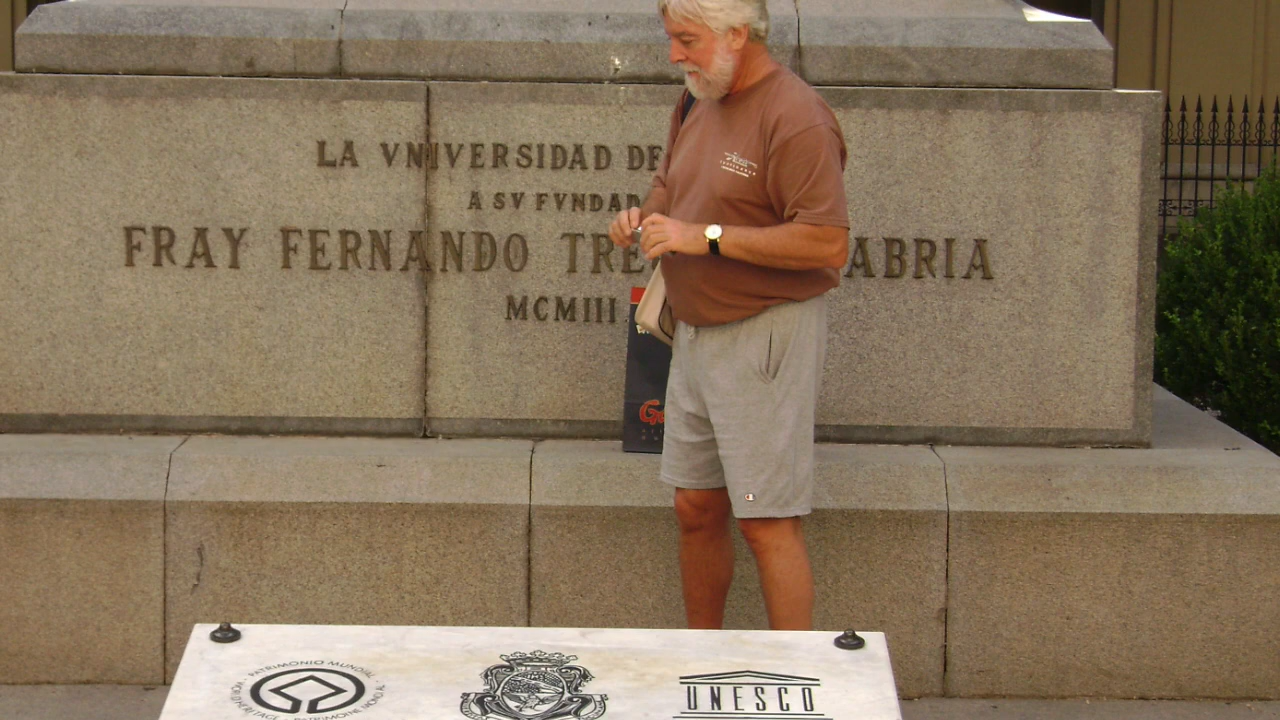 LA VNIVERSIDAD DE
A SV FVNDAD
FRAY FERNANDO TRE ABRIA
MCMIII
PATRIMONIO MUNDIAL
UNESCO